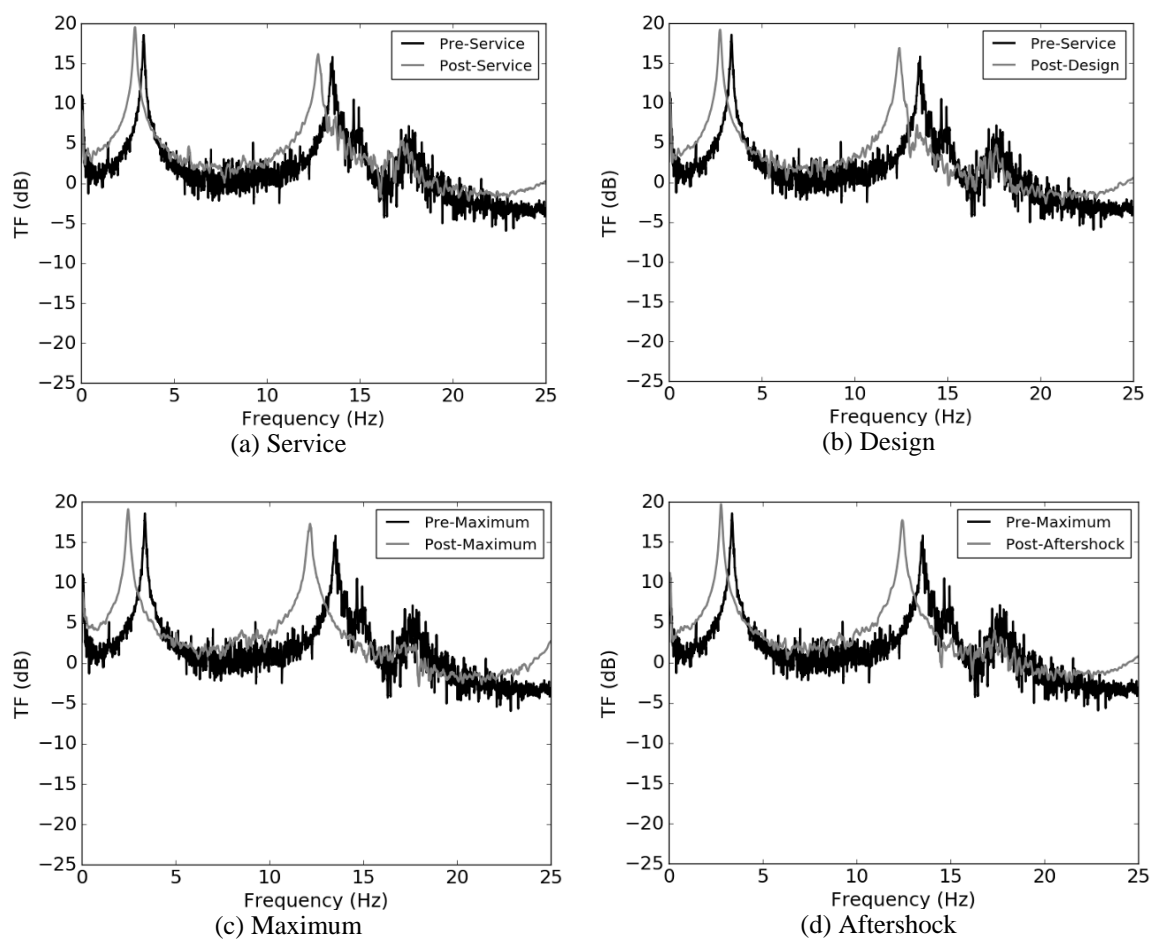 20
15
10
5
0
−5
−10
−15
−20
−25
TF (dB)
Pre-Service
Post-Service
0 5 10 15 20 25
Frequency (Hz)
(a) Service
20
15
10
5
0
−5
−10
−15
−20
−25
TF (dB)
Pre-Service
Post-Design
0 5 10 15 20 25
Frequency (Hz)
(b) Design
20
15
10
5
0
−5
−10
−15
−20
−25
TF (dB)
Pre-Maximum
Post-Maximum
0 5 10 15 20 25
Frequency (Hz)
(c) Maximum
20
15
10
5
0
−5
−10
−15
−20
−25
TF (dB)
Pre-Maximum
Post-Aftershock
0 5 10 15 20 25
Frequency (Hz)
(d) Aftershock